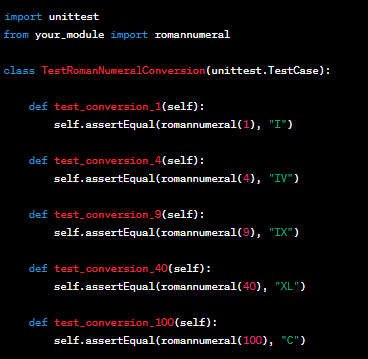 import unittest
from your_module import romannumeral
class TestRomanNumeralConversion(unittest.TestCase):
def test_conversion_1(self):
self.assertEqual(romannumeral(1), "I")
def test_conversion_4(self):
self.assertEqual(romannumeral(4), "IV")
def test_conversion_9(self):
self.assertEqual(romannumeral(9), "IX")
def test_conversion_40(self):
self.assertEqual(romannumeral(40), "XL")
def test_conversion_100(self):
self.assertEqual(romannumeral(100), "C")